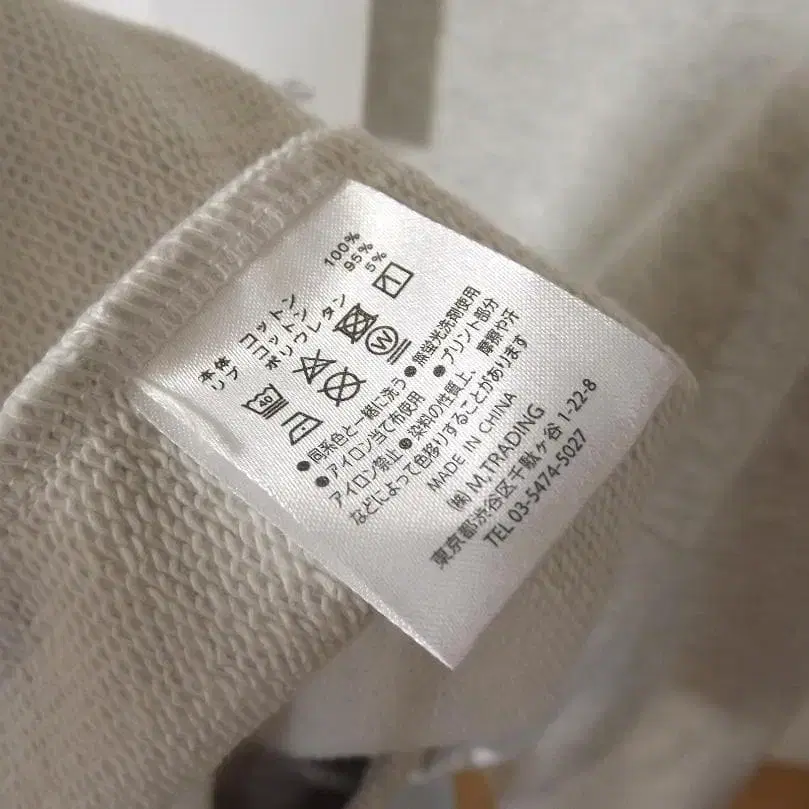 本体 コットン 100%
リブ コットン 95%
ポリウレタン 5%
40
W
●同系色と一緒に洗う ●無蛍光洗剤使用
●アイロン当て布使用 ●プリント部分
アイロン禁止 ●染料の性質上、摩擦や汗
などによって色移りすることがあります
MADE IN CHINA
㈱ M.TRADING
東京都渋谷区千駄ヶ谷 1-22-8
TEL 03-5474-5027